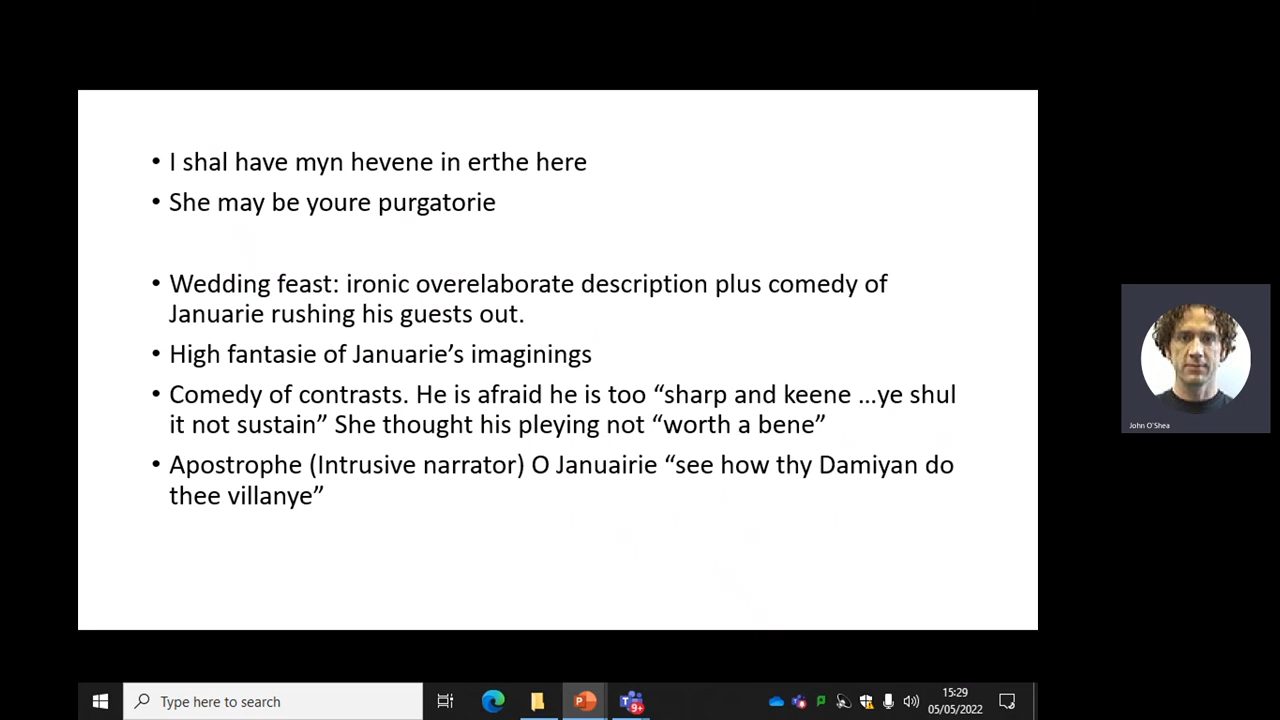 • I shal have myn hevene in erthe here
• She may be youre purgatorie
• Wedding feast: ironic overelaborate description plus comedy of
Januarie rushing his guests out.
• High fantasie of Januarie’s imaginings
• Comedy of contrasts. He is afraid he is too “sharp and keene …ye shul
it not sustain” She thought his pleying not “worth a bene”
• Apostrophe (Intrusive narrator) O Januairie “see how thy Damiyan do
thee villanye”
John O'Shea
Type here to search
9+
15:29
05/05/2022